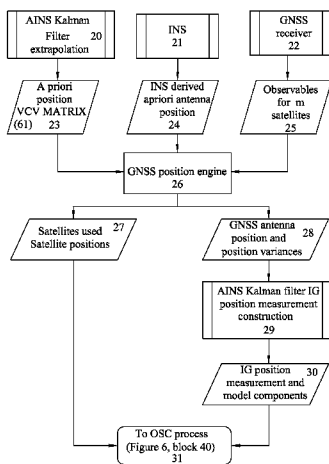 AINS Kalman
Filter 20
extrapolation
INS
21
GNSS
receiver
22
A priori
position
VCV MATRIX
(61) 23
INS derived
apriori antenna
position
24
Observables
for m
satellites
25
GNSS position engine
26
Satellites used 27
Satellite positions
GNSS antenna
position and 28
position variances
AINS Kalman filter IG
position measurement
construction
29
IG position 30
measurement and
model components
To OSC process
(Figure 6, block 40)
31